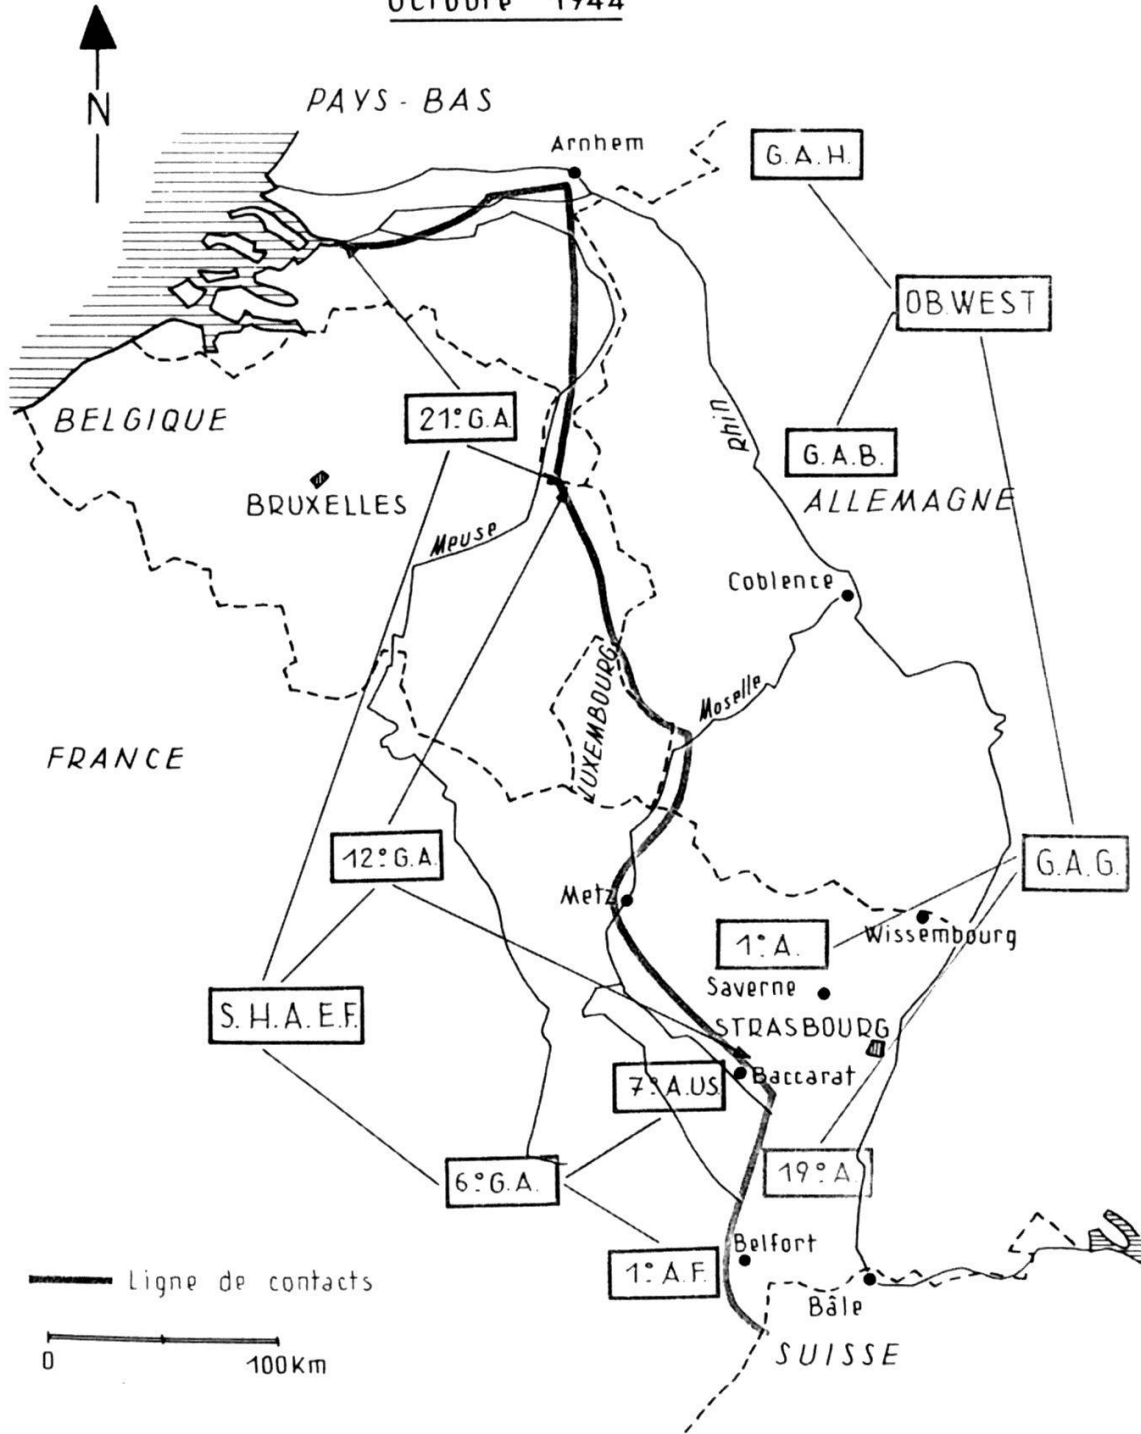 Octobre 1944
N
PAYS-BAS
Arnhem
G.A.H.
OB.WEST
21° G.A.
BELGIQUE
Rhin
G.A.B.
BRUXELLES
ALLEMAGNE
Meuse
Coblence
LUXEMBOURG
Moselle
FRANCE
12° G.A.
G.A.G.
Metz
1° A.
Wissembourg
Saverne
S.H.A.E.F.
STRASBOURG
7° A.US.
Baccarat
6° G.A.
19° A.
Belfort
1° A.F.
Ligne de contacts
Bâle
0 100Km
SUISSE